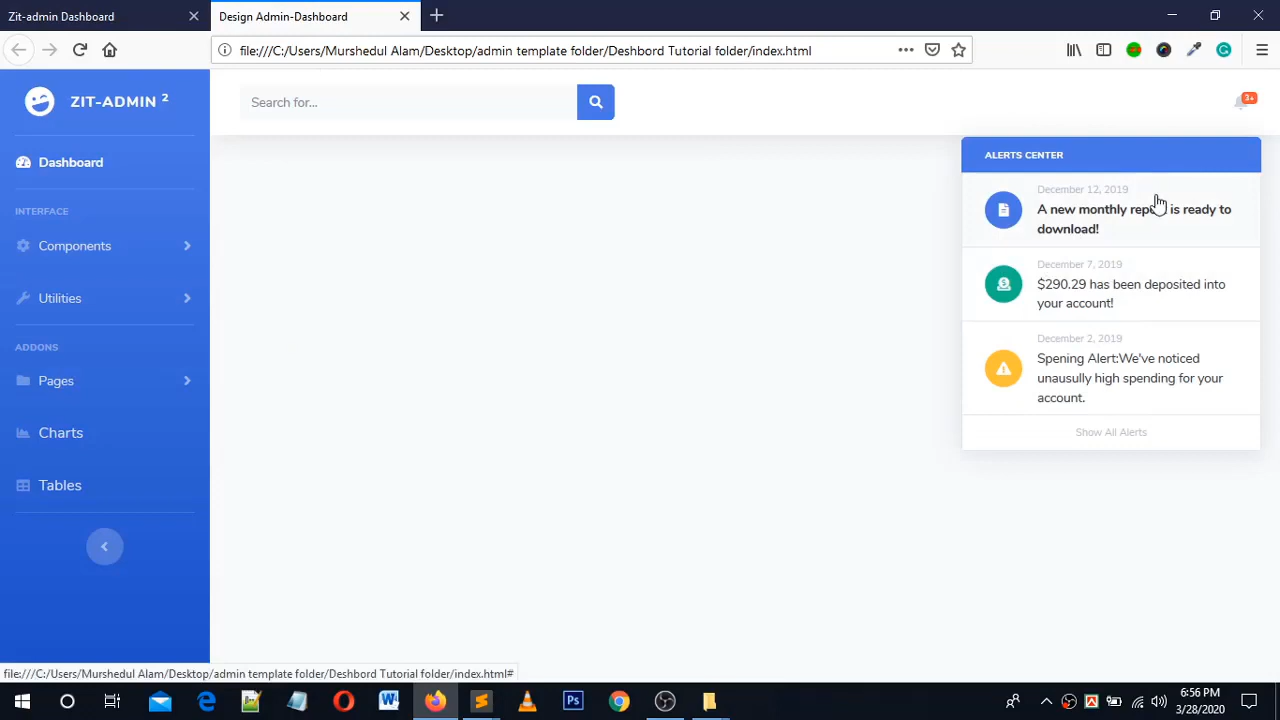 Zit-admin Dashboard
Design Admin-Dashboard
file:///C:/Users/Murshedul Alam/Desktop/admin template folder/Deshbord Tutorial folder/index.html
ZIT-ADMIN 2
Search for...
3+
Dashboard
INTERFACE
Components
Utilities
ADDONS
Pages
Charts
Tables
ALERTS CENTER
December 12, 2019
A new monthly report is ready to
download!
December 7, 2019
$290.29 has been deposited into
your account!
December 2, 2019
Spening Alert:We've noticed
unausully high spending for your
account.
Show All Alerts
file:///C:/Users/Murshedul Alam/Desktop/admin template folder/Deshbord Tutorial folder/index.html#
6:56 PM
3/28/2020